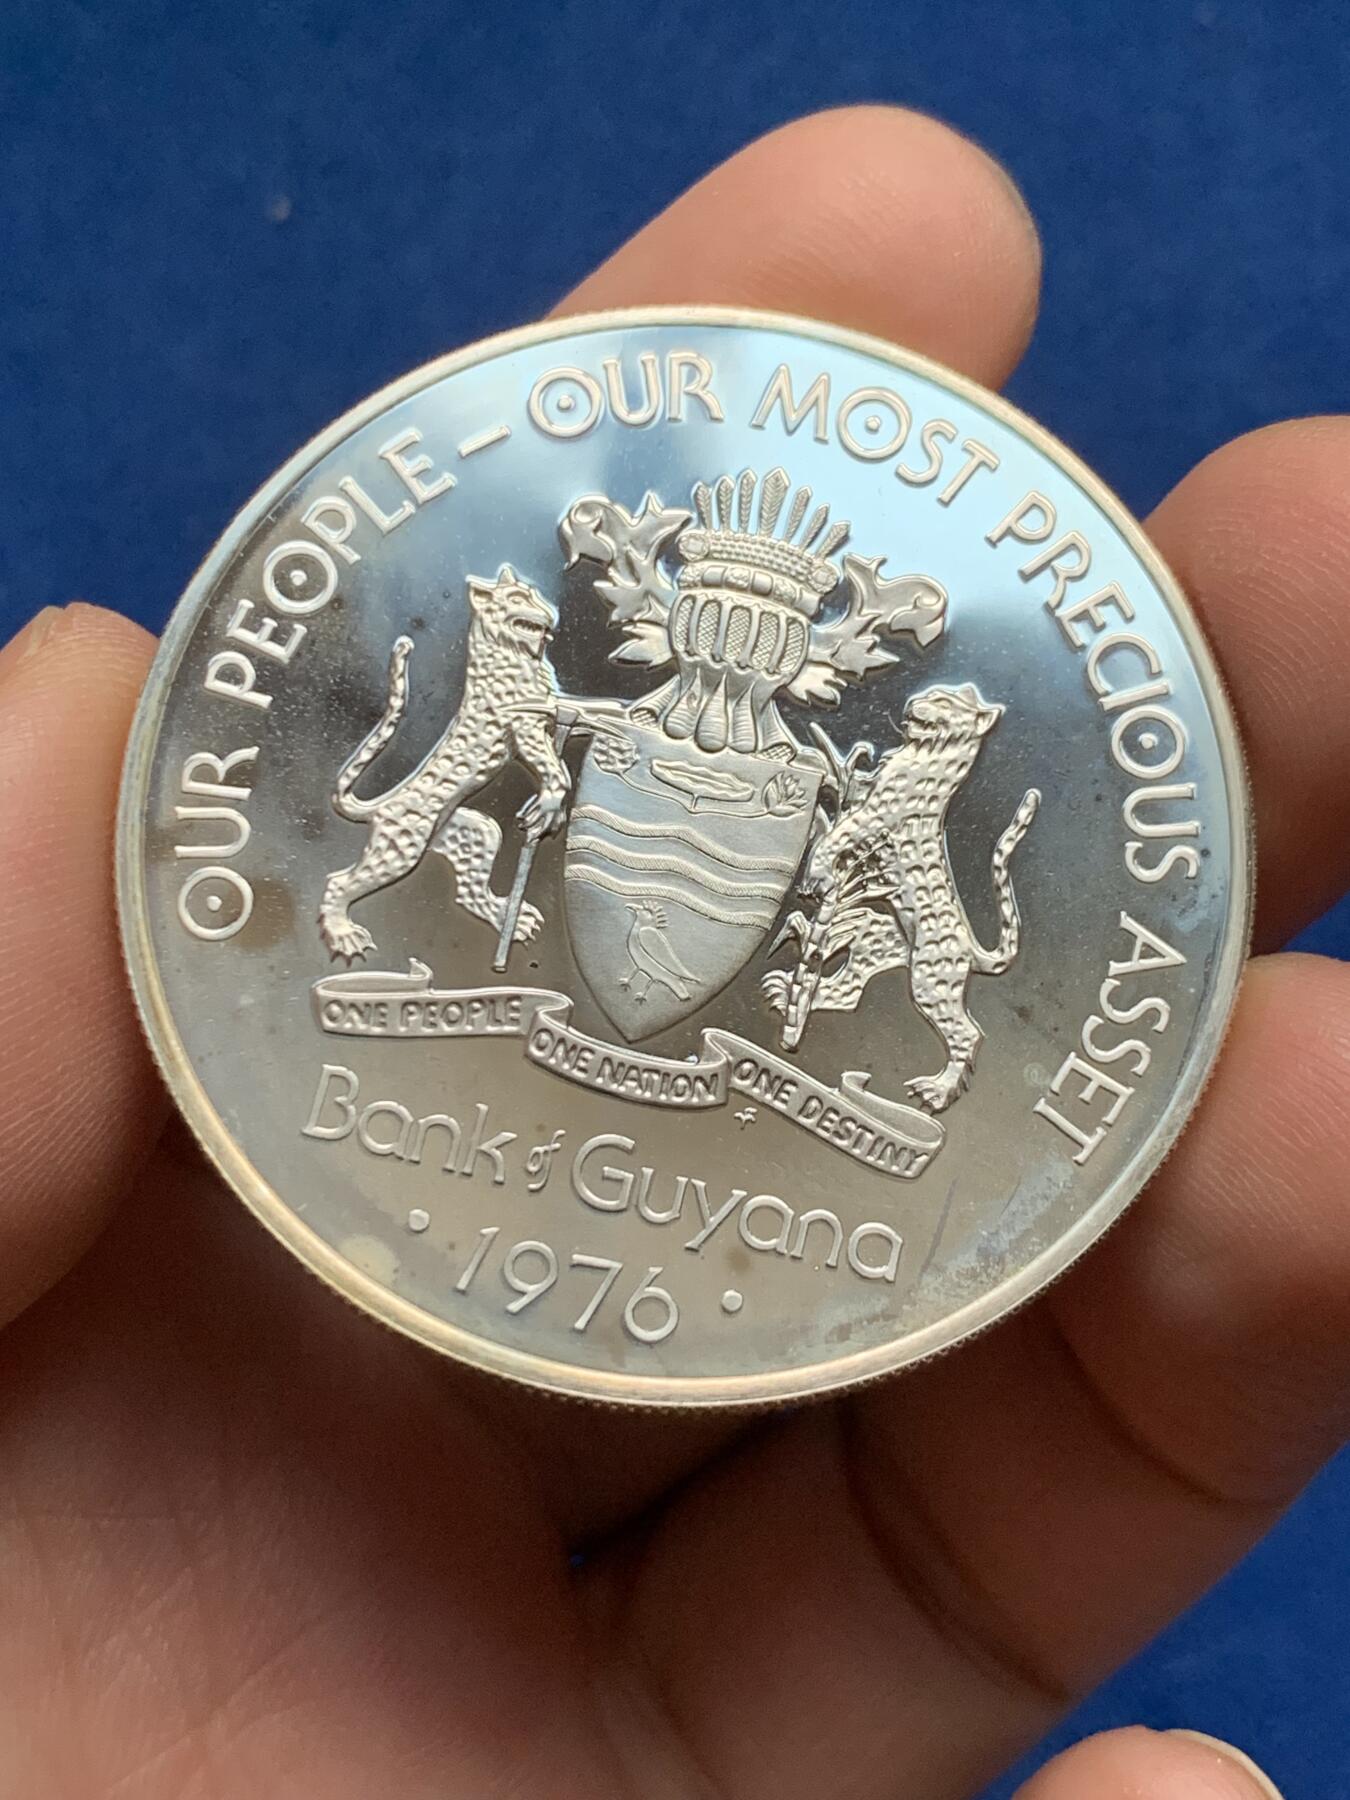 OUR PEOPLE – OUR MOST PRECIOUS ASSET
ONE PEOPLE
ONE NATION
ONE DESTINY
Bank of Guyana
• 1976 •